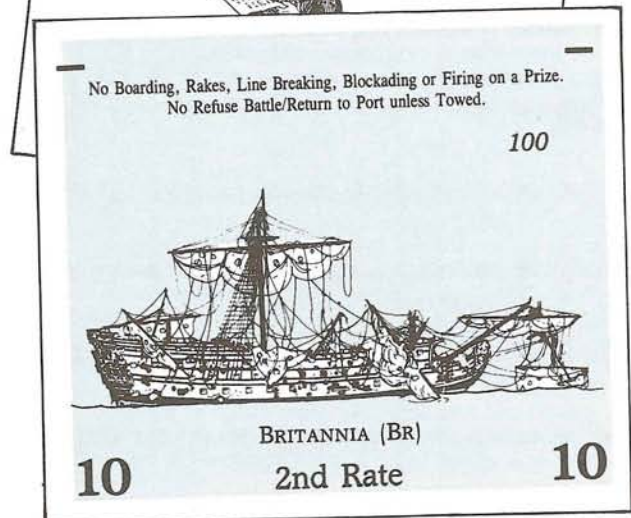 No Boarding, Rakes, Line Breaking, Blockading or Firing on a Prize.
No Refuse Battle/Return to Port unless Towed.
100
BRITANNIA (BR)
10 2nd Rate 10